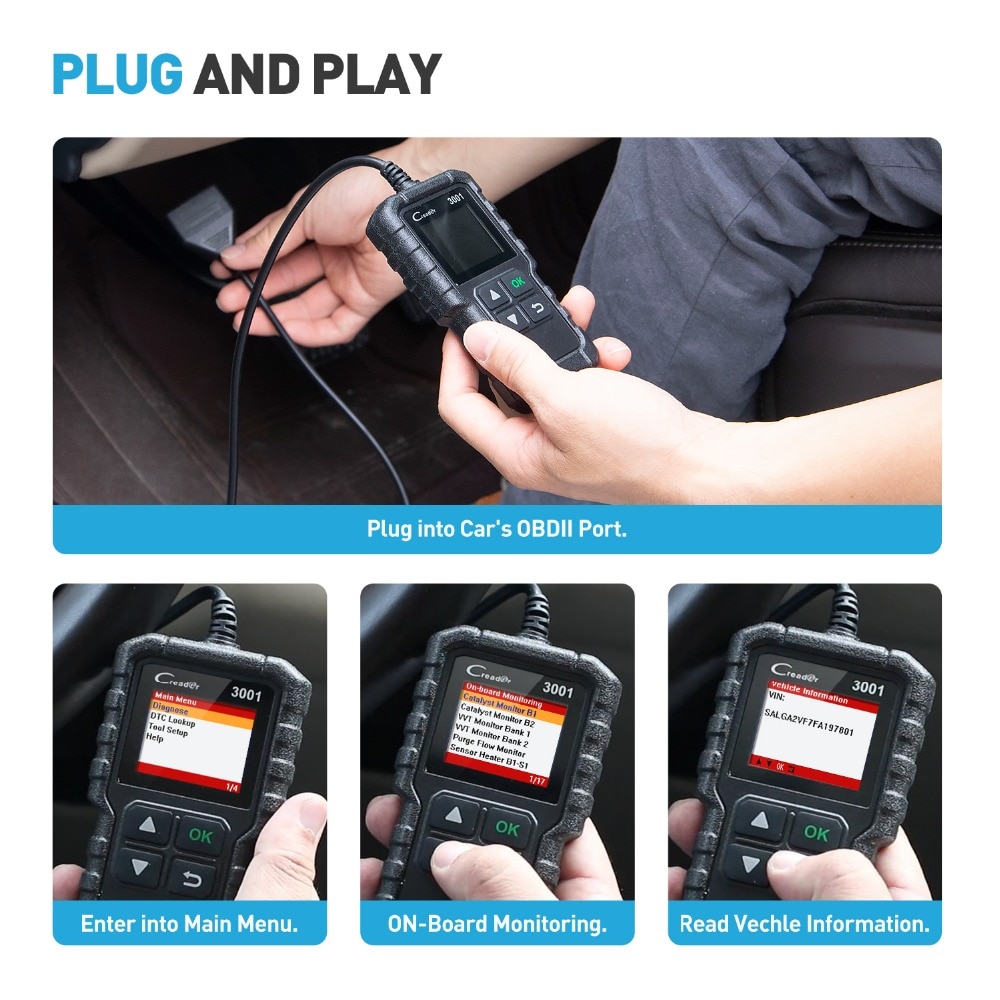 PLUG AND PLAY
Creader 3001
OK
Plug into Car's OBDII Port.
Creader 3001
Main Menu
Diagnose
DTC Lookup
Tool Setup
Help
1/4
OK
Enter into Main Menu.
Creader 3001
On-board Monitoring
Catalyst Monitor B1
Catalyst Monitor B2
VVT Monitor Bank 1
VVT Monitor Bank 2
Purge Flow Monitor
Sensor Heater B1-S1
1/17
OK
ON-Board Monitoring.
Creader 3001
Vehicle Information
VIN:
SALGA2VF7FA197801
OK
OK
Read Vechle Information.